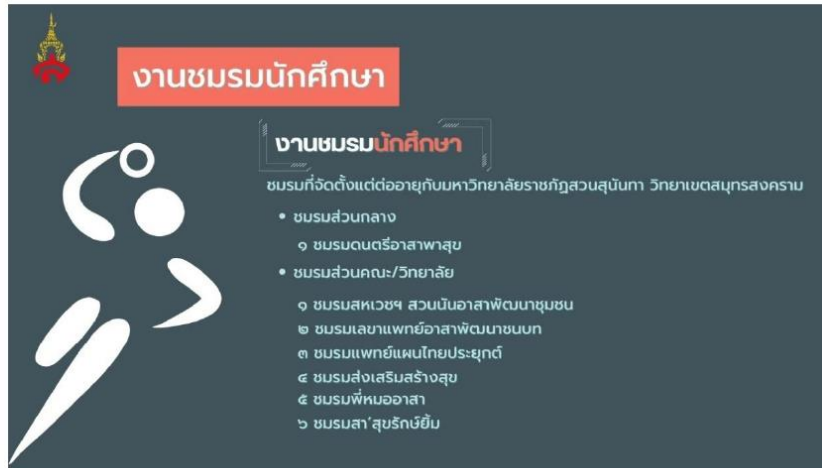 งานชมรมนักศึกษา
งานชมรมนักศึกษา
ชมรมที่จัดตั้งแต่ต่ออายุกับมหาวิทยาลัยราชภัฏสวนสุนันทา วิทยาเขตสมุทรสงคราม
• ชมรมส่วนกลาง
๑ ชมรมดนตรีอาสาพาสุข
• ชมรมส่วนคณะ/วิทยาลัย
๑ ชมรมสหเวชฯ สวนนันอาสาพัฒนาชุมชน
๒ ชมรมเลขาแพทย์อาสาพัฒนาชนบท
๓ ชมรมแพทย์แผนไทยประยุกต์
๔ ชมรมส่งเสริมสร้างสุข
๕ ชมรมพี่หมออาสา
๖ ชมรมสา'สุขรักษ์ยิ้ม